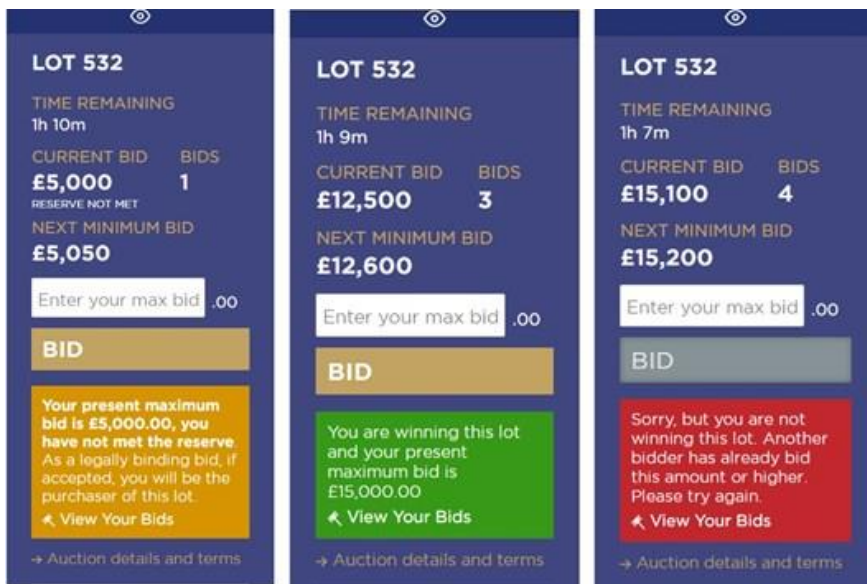 LOT 532
TIME REMAINING
1h 10m
CURRENT BID BIDS
£5,000 1
RESERVE NOT MET
NEXT MINIMUM BID
£5,050
Enter your max bid .00
BID
Your present maximum
bid is £5,000.00, you
have not met the reserve.
As a legally binding bid, if
accepted, you will be the
purchaser of this lot.
View Your Bids
→ Auction details and terms
LOT 532
TIME REMAINING
1h 9m
CURRENT BID BIDS
£12,500 3
NEXT MINIMUM BID
£12,600
Enter your max bid .00
BID
You are winning this lot
and your present
maximum bid is
£15,000.00
View Your Bids
→ Auction details and terms
LOT 532
TIME REMAINING
1h 7m
CURRENT BID BIDS
£15,100 4
NEXT MINIMUM BID
£15,200
Enter your max bid .00
BID
Sorry, but you are not
winning this lot. Another
bidder has already bid
this amount or higher.
Please try again.
View Your Bids
→ Auction details and terms